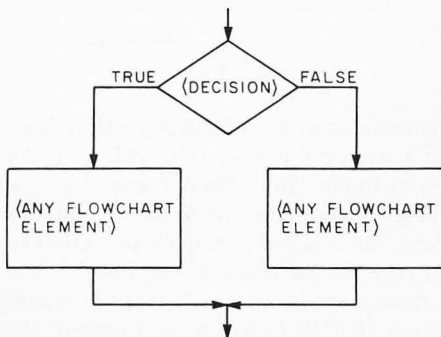 TRUE
FALSE
⟨DECISION⟩
⟨ANY FLOWCHART
ELEMENT⟩
⟨ANY FLOWCHART
ELEMENT⟩